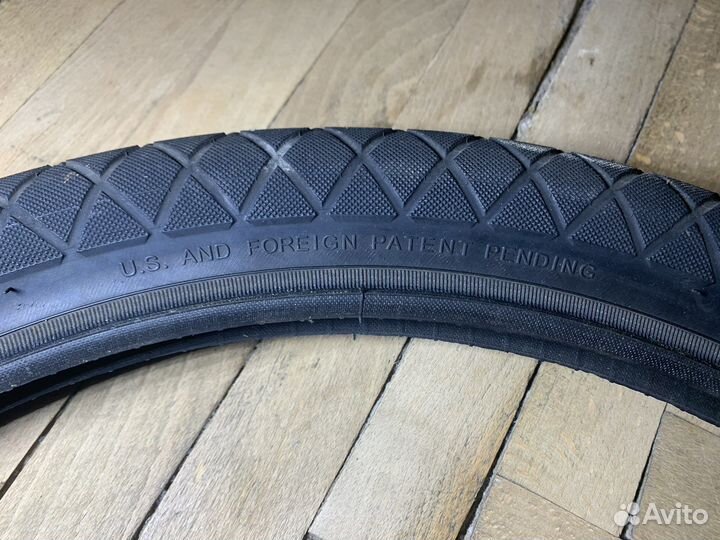 U.S. AND FOREIGN PATENT PENDING
Avito